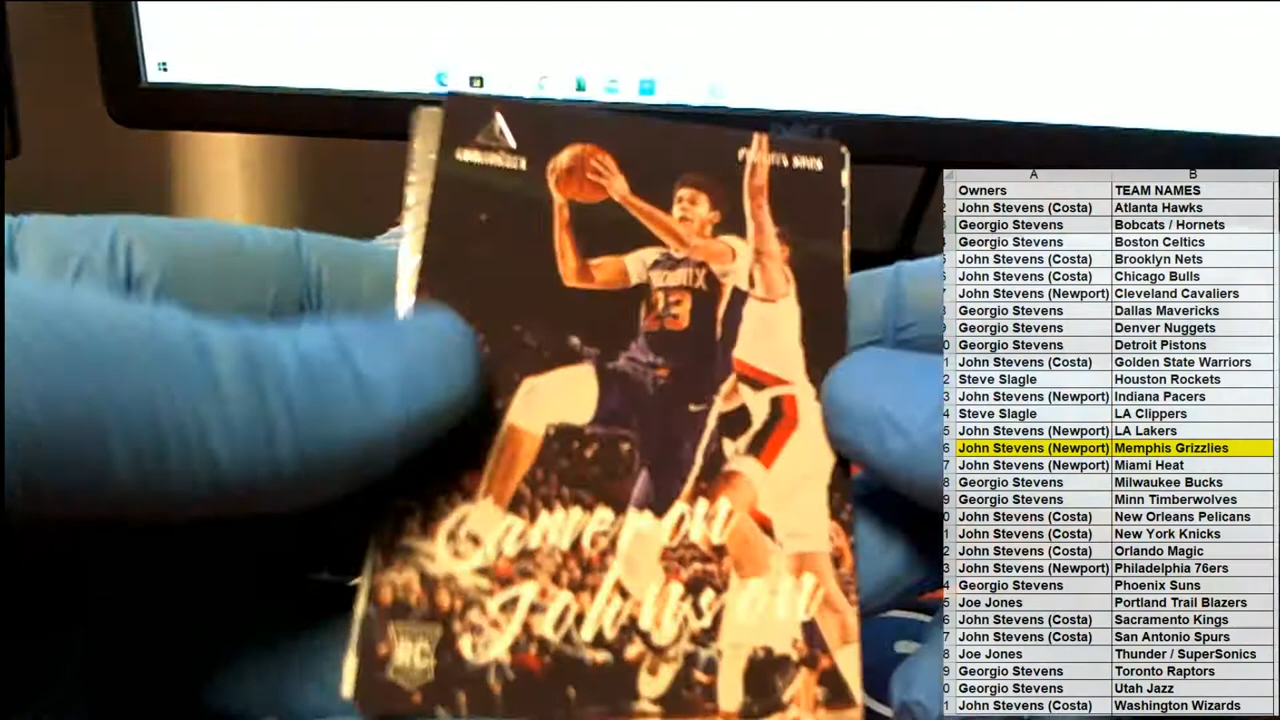 LUMINANCE
PHOENIX SUNS
PHOENIX
23
Cameron
Johnson
RC
A B
Owners TEAM NAMES
John Stevens (Costa) Atlanta Hawks
Georgio Stevens Bobcats / Hornets
Georgio Stevens Boston Celtics
John Stevens (Costa) Brooklyn Nets
John Stevens (Costa) Chicago Bulls
John Stevens (Newport) Cleveland Cavaliers
Georgio Stevens Dallas Mavericks
Georgio Stevens Denver Nuggets
Georgio Stevens Detroit Pistons
John Stevens (Costa) Golden State Warriors
Steve Slagle Houston Rockets
John Stevens (Newport) Indiana Pacers
Steve Slagle LA Clippers
John Stevens (Newport) LA Lakers
John Stevens (Newport) Memphis Grizzlies
John Stevens (Newport) Miami Heat
Georgio Stevens Milwaukee Bucks
Georgio Stevens Minn Timberwolves
John Stevens (Costa) New Orleans Pelicans
John Stevens (Costa) New York Knicks
John Stevens (Costa) Orlando Magic
John Stevens (Newport) Philadelphia 76ers
Georgio Stevens Phoenix Suns
Joe Jones Portland Trail Blazers
John Stevens (Costa) Sacramento Kings
John Stevens (Costa) San Antonio Spurs
Joe Jones Thunder / SuperSonics
Georgio Stevens Toronto Raptors
Georgio Stevens Utah Jazz
John Stevens (Costa) Washington Wizards